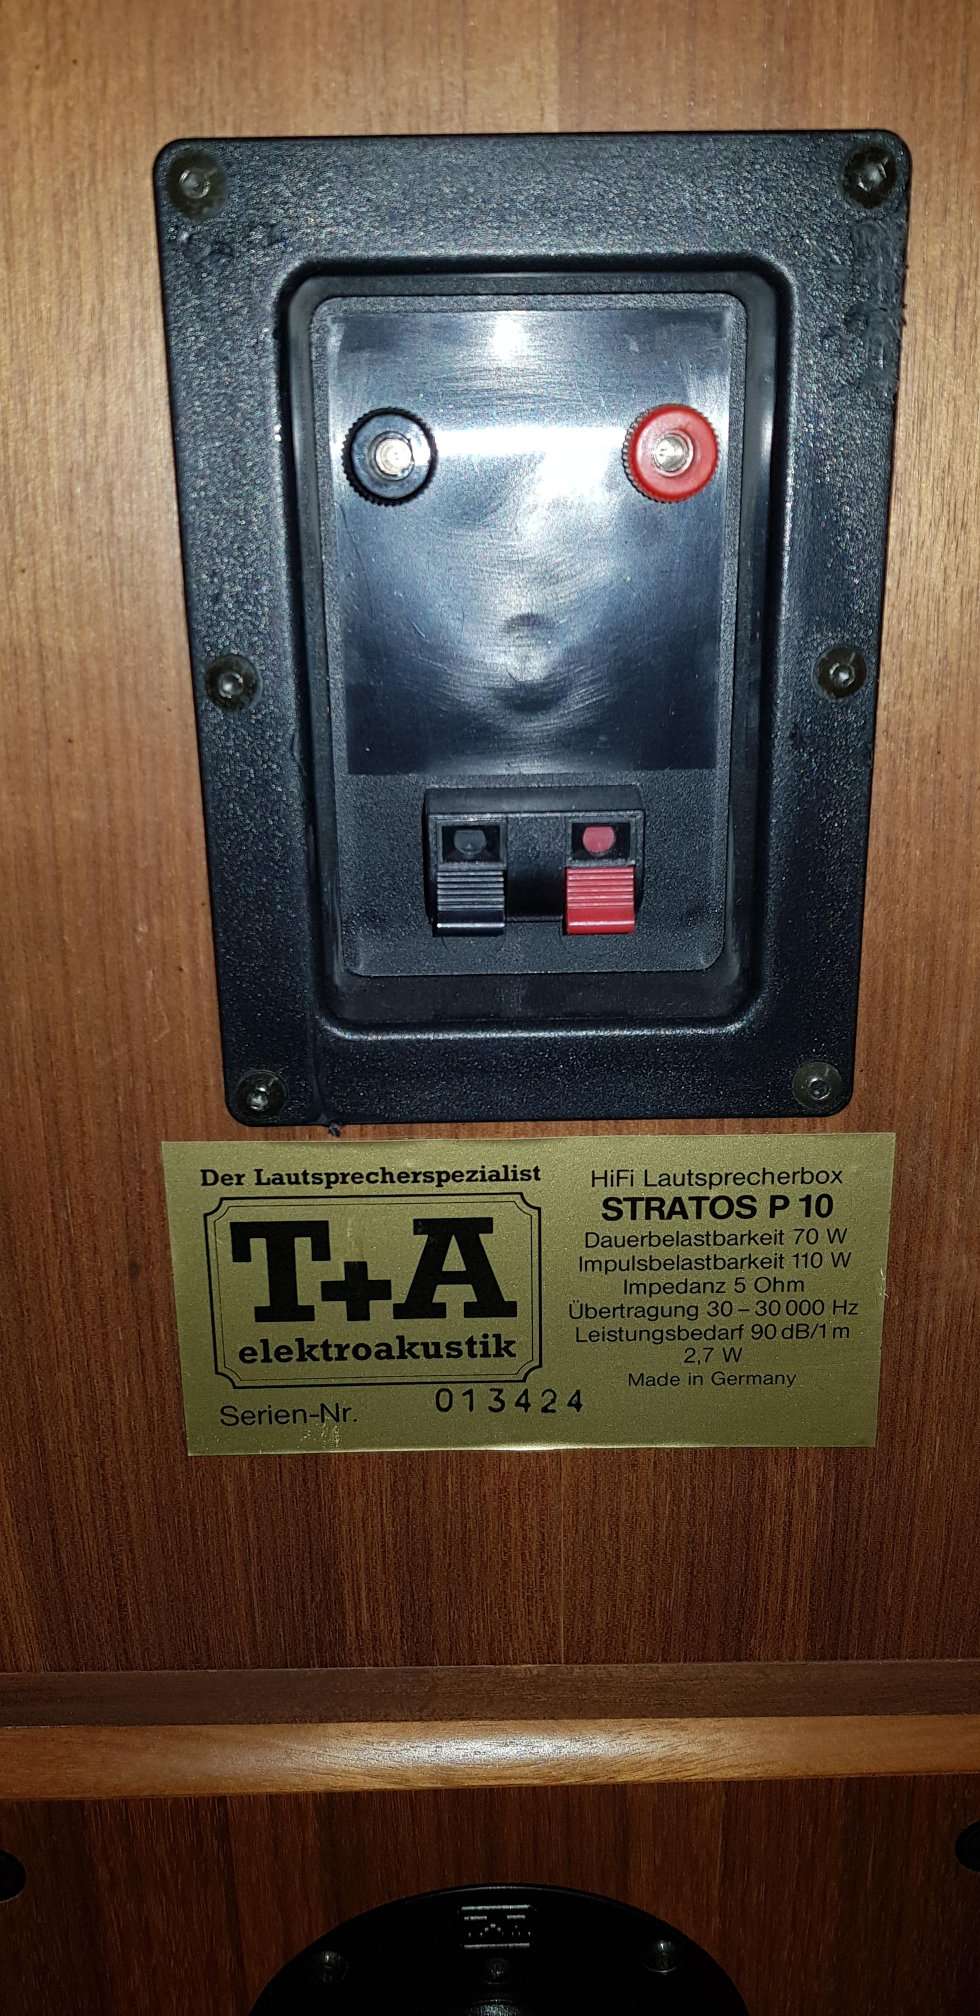 Der Lautsprecherspezialist
T+A
elektroakustik
Serien-Nr. 013424
HiFi Lautsprecherbox
STRATOS P 10
Dauerbelastbarkeit 70 W
Impulsbelastbarkeit 110 W
Impedanz 5 Ohm
Übertragung 30 – 30 000 Hz
Leistungsbedarf 90 dB/1 m
2,7 W
Made in Germany
T+A